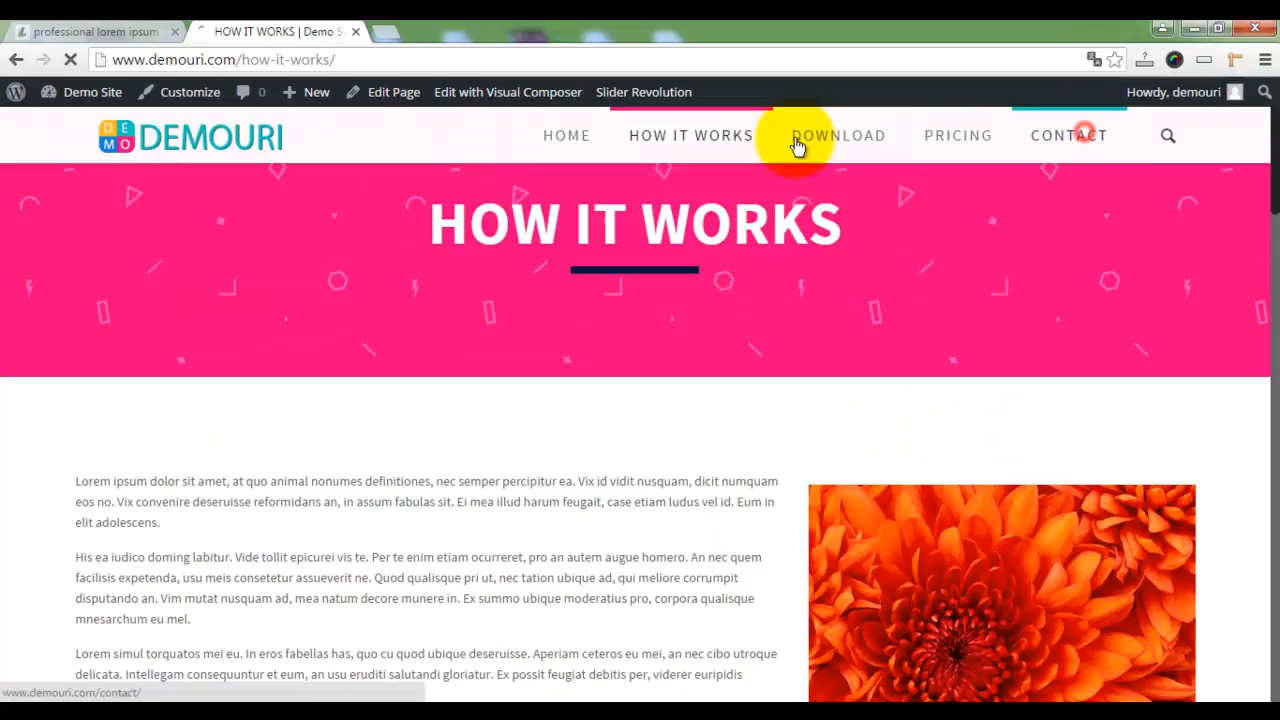 professional lorem ipsum
HOW IT WORKS | Demo S
www.demouri.com/how-it-works/
Demo Site Customize 0 New Edit Page Edit with Visual Composer Slider Revolution Howdy, demouri
DEMO DEMOURI HOME HOW IT WORKS DOWNLOAD PRICING CONTACT
HOW IT WORKS
Lorem ipsum dolor sit amet, at quo animal nonumes definitiones, nec semper percipitur ea. Vix id vidit nusquam, dicit numquam
eos no. Vix convenire deseruisse reformidans an, in assum fabulas sit. Ei mea illud harum feugait, case etiam ludus vel id. Eum in
elit adolescens.
His ea iudico doming labitur. Vide tollit epicurei vis te. Per te enim etiam ocurreret, pro an autem augue homero. An nec quem
facilisis expetenda, usu meis consetetur assueverit ne. Quod qualisque pri ut, nec tation ubique ad, qui meliore corrumpit
disputando an. Vim mutat nusquam ad, mea natum decore munere in. Ex summo ubique moderatius pro, corpora qualisque
mnesarchum eu mel.
Lorem simul torquatos mei eu. In eros fabellas has, quo cu quod ubique deseruisse. Aperiam ceteros eu mei, an nec cibo utroque
delicata. Intellegam consequuntur et eum, an usu eruditi salutandi gloriatur. Ex possit feugiat debitis per, viderer euripidis
www.demouri.com/contact/